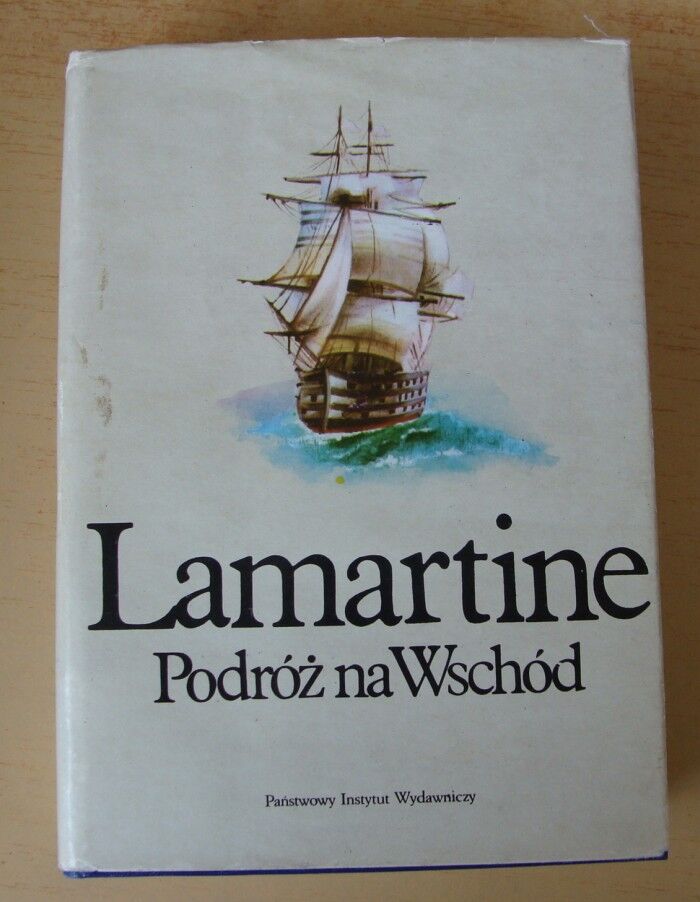 Lamartine
Podróż na Wschód
Państwowy Instytut Wydawniczy